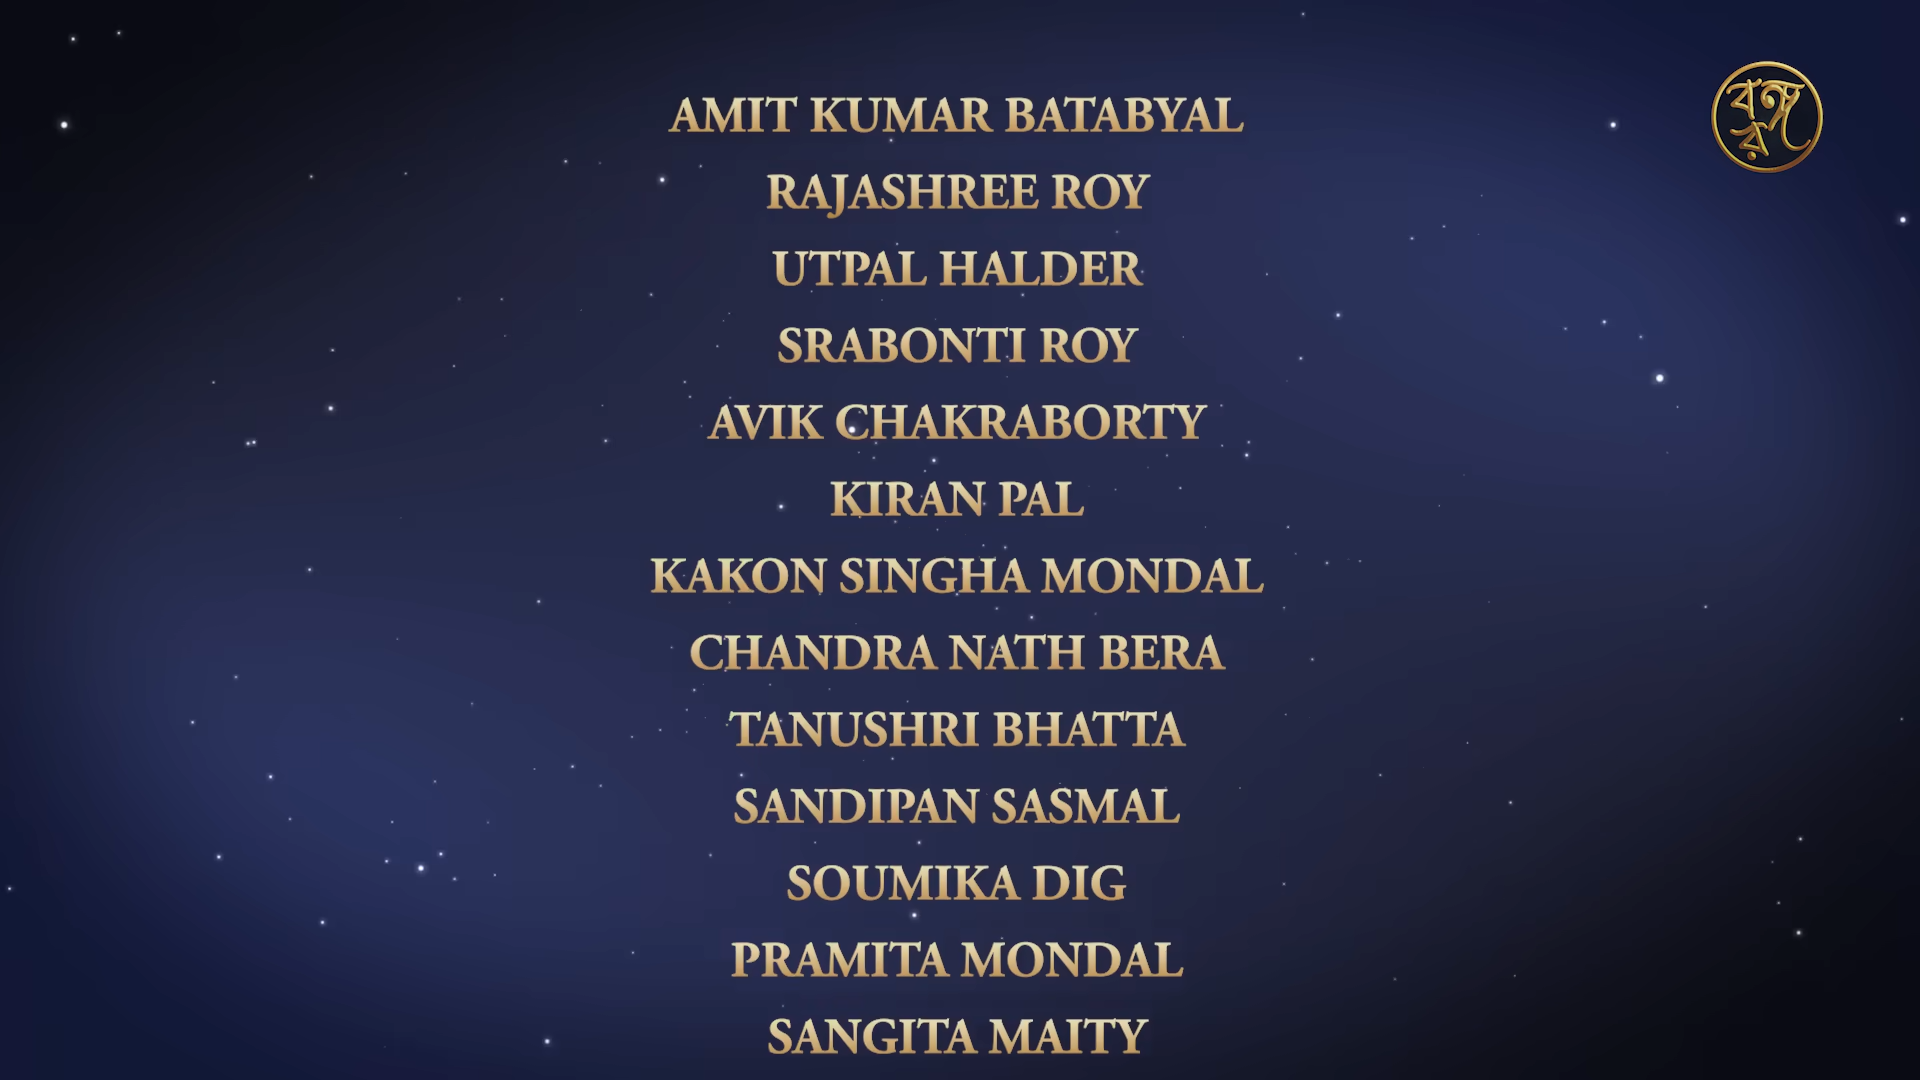 AMIT KUMAR BATABYAL
RAJASHREE ROY
UTPAL HALDER
SRABONTI ROY
AVIK CHAKRABORTY
KIRAN PAL
KAKON SINGHA MONDAL
CHANDRA NATH BERA
TANUSHRI BHATTA
SANDIPAN SASMAL
SOUMIKA DIG
PRAMITA MONDAL
SANGITA MAITY
বঙ্গ
র